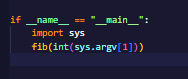 if __name__ == "__main__":
    import sys
    fib(int(sys.argv[1]))